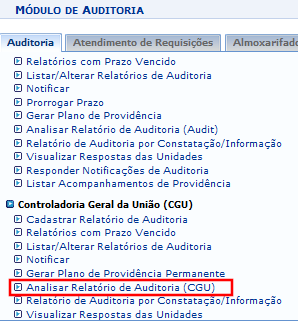 MÓDULO DE AUDITORIA
Auditoria
Atendimento de Requisições
Almoxarifado
Relatórios com Prazo Vencido
Listar/Alterar Relatórios de Auditoria
Notificar
Prorrogar Prazo
Gerar Plano de Providência
Analisar Relatório de Auditoria (Audit)
Relatório de Auditoria por Constatação/Informação
Visualizar Respostas das Unidades
Responder Notificações de Auditoria
Listar Acompanhamentos de Providência
Controladoria Geral da União (CGU)
Cadastrar Relatório de Auditoria
Relatórios com Prazo Vencido
Listar/Alterar Relatórios de Auditoria
Notificar
Gerar Plano de Providência Permanente
Analisar Relatório de Auditoria (CGU)
Relatório de Auditoria por Constatação/Informação
Visualizar Respostas das Unidades